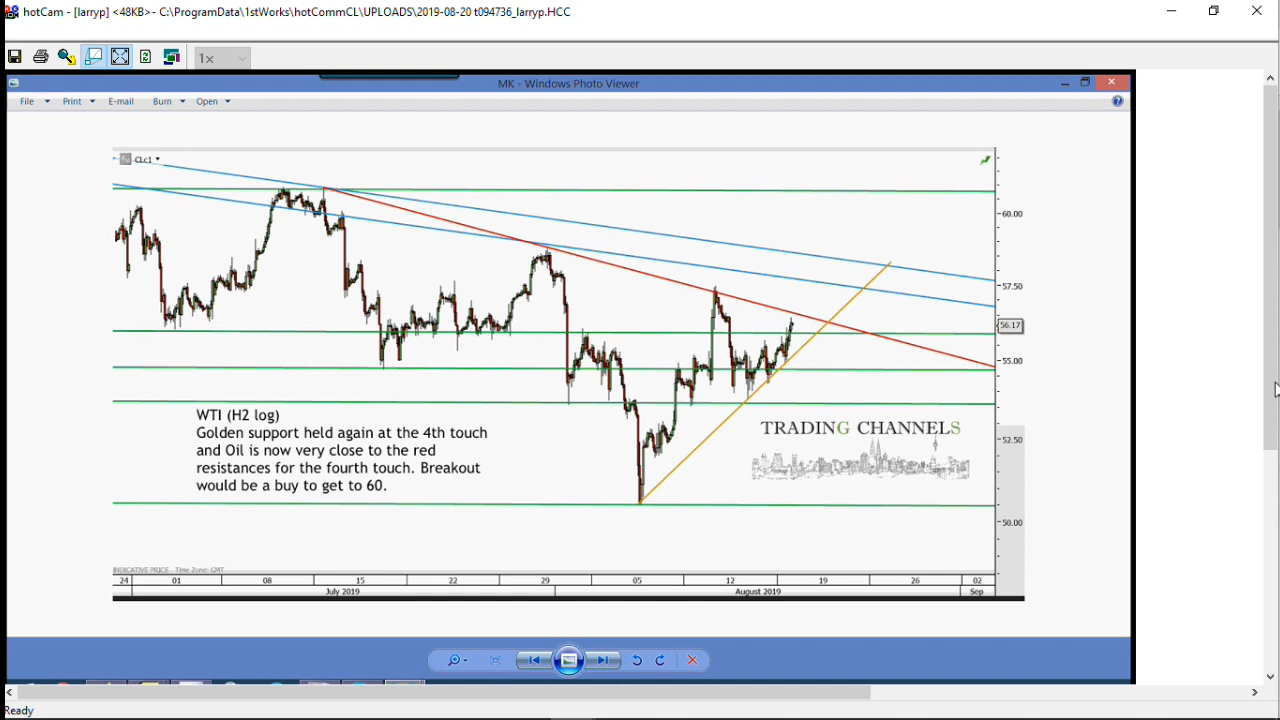 hotCam - [larryp] <48KB> - C:\ProgramData\1stWorks\hotCommCL\UPLOADS\2019-08-20 t094736_larryp.HCC
1x
MK - Windows Photo Viewer
File Print E-mail Burn Open
CLc1
60.00
57.50
56.17
55.00
52.50
50.00
WTI (H2 log)
Golden support held again at the 4th touch
and Oil is now very close to the red
resistances for the fourth touch. Breakout
would be a buy to get to 60.
TRADING CHANNELS
INDICATIVE PRICE Time Zone: GMT
24 01 08 15 22 29 05 12 19 26 02
July 2019 August 2019 Sep
Ready